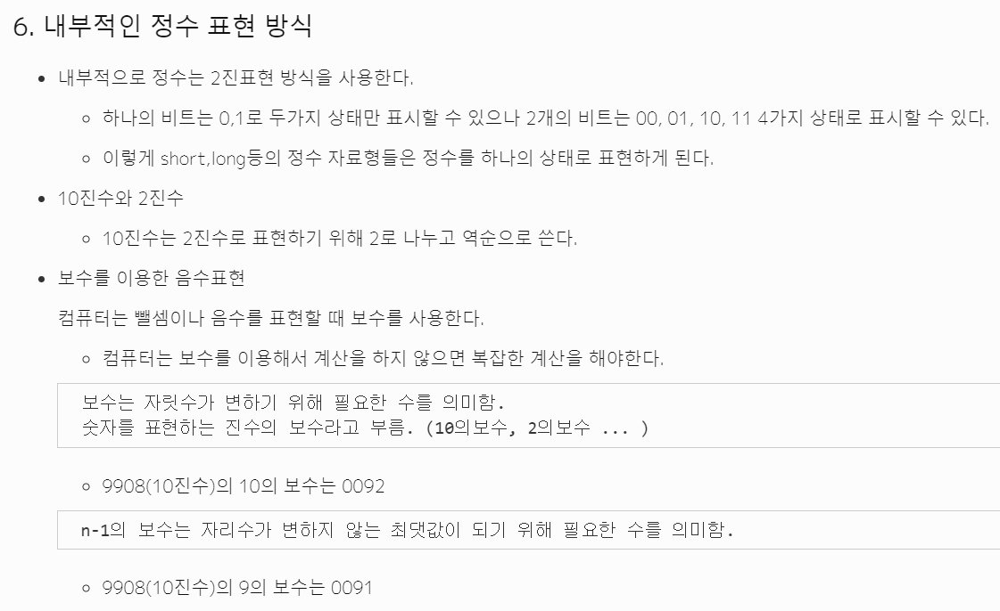 6. 내부적인 정수 표현 방식
내부적으로 정수는 2진표현 방식을 사용한다.
하나의 비트는 0,1로 두가지 상태만 표시할 수 있으나 2개의 비트는 00, 01, 10, 11 4가지 상태로 표시할 수 있다.
이렇게 short,long등의 정수 자료형들은 정수를 하나의 상태로 표현하게 된다.
10진수와 2진수
10진수는 2진수로 표현하기 위해 2로 나누고 역순으로 쓴다.
보수를 이용한 음수표현
컴퓨터는 뺄셈이나 음수를 표현할 때 보수를 사용한다.
컴퓨터는 보수를 이용해서 계산을 하지 않으면 복잡한 계산을 해야한다.
보수는 자릿수가 변하기 위해 필요한 수를 의미함.
숫자를 표현하는 진수의 보수라고 부름. (10의보수, 2의보수 ... )
9908(10진수)의 10의 보수는 0092
n-1의 보수는 자리수가 변하지 않는 최댓값이 되기 위해 필요한 수를 의미함.
9908(10진수)의 9의 보수는 0091